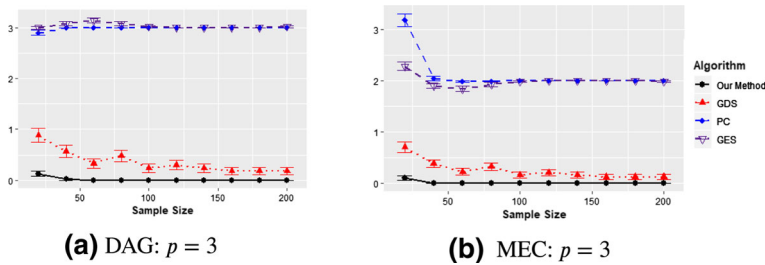 3
2
1
0
50
100
150
200
Sample Size
(a) DAG: p = 3
3
2
1
0
50
100
150
200
Sample Size
(b) MEC: p = 3
Algorithm
Our Method
GDS
PC
GES